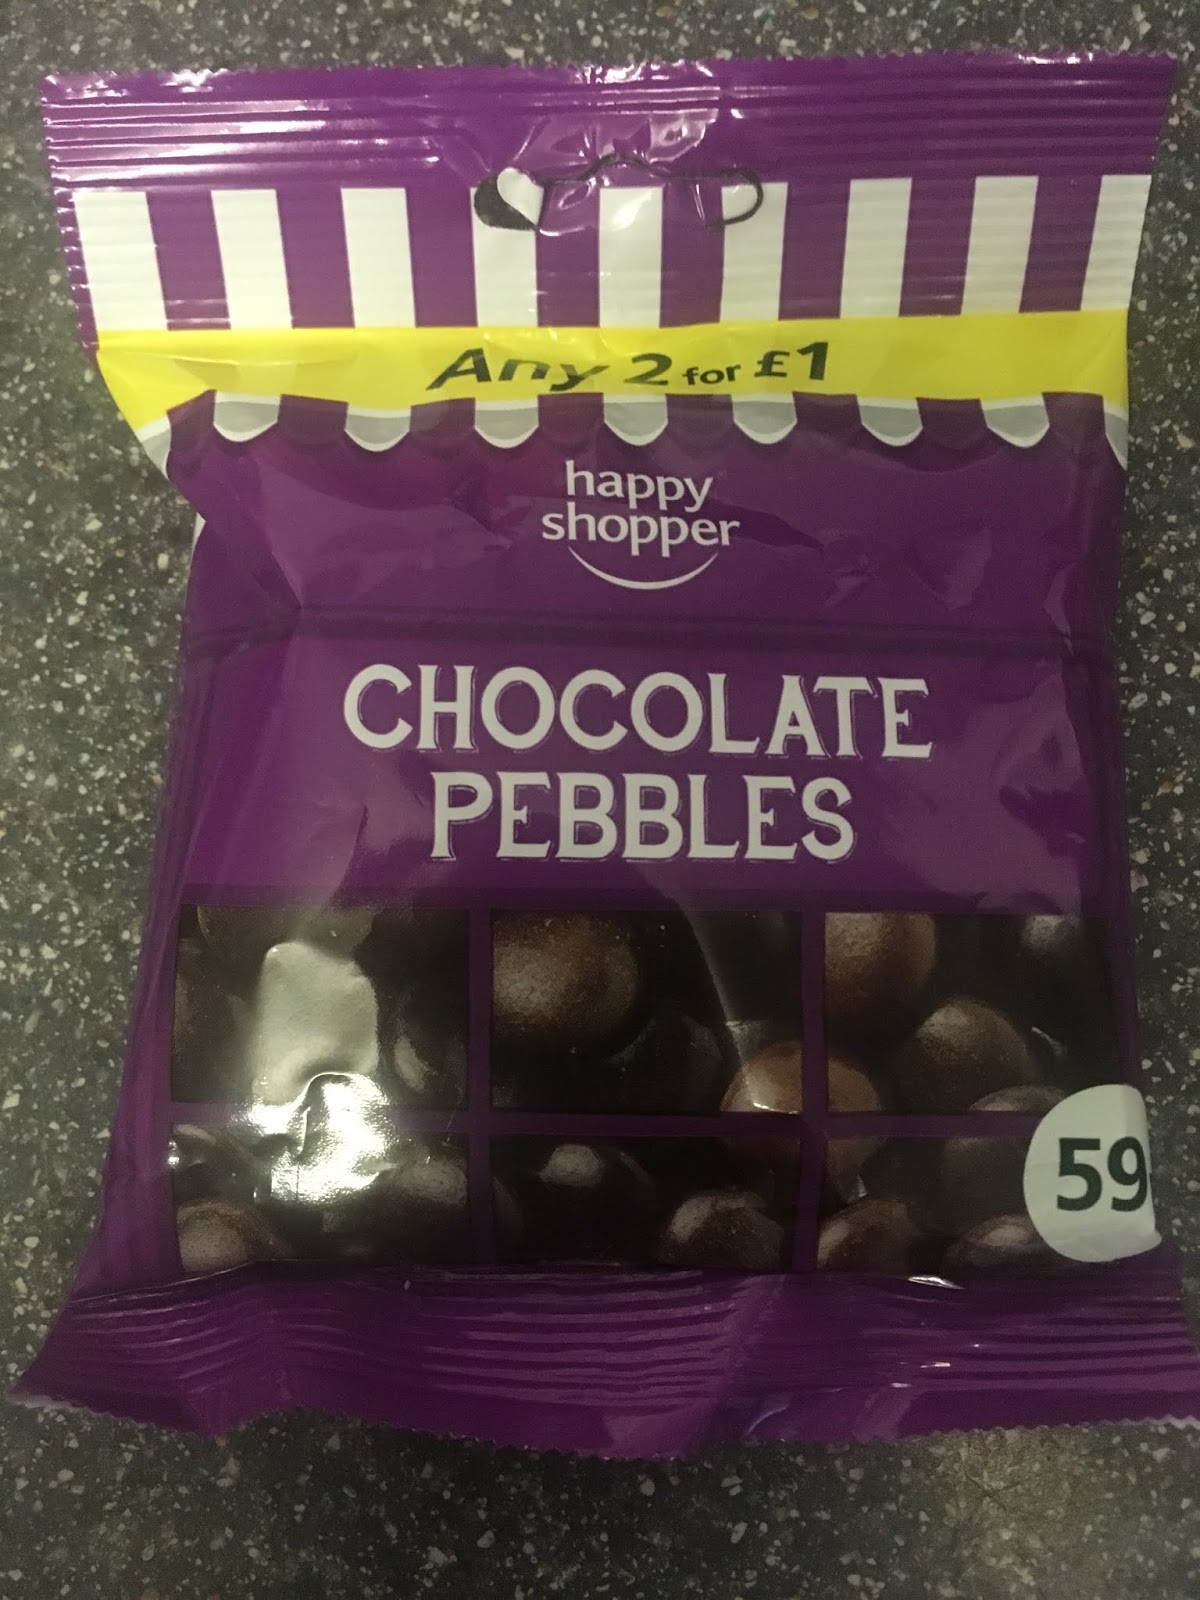 Any 2 for £1
happy
shopper
CHOCOLATE
PEBBLES
59